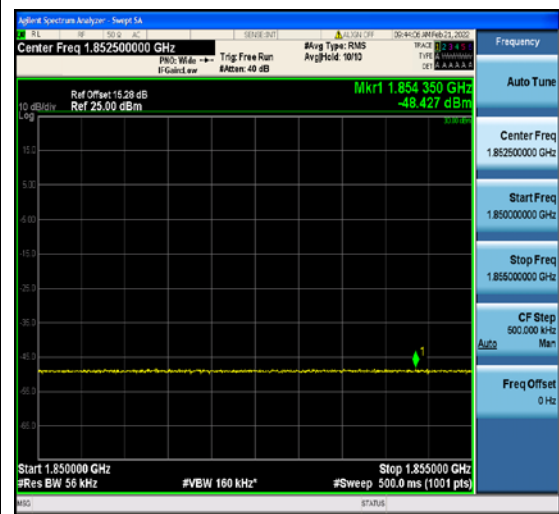 Agilent Spectrum Analyzer - Swept SA
RL RF 50 Ω AC SENSE:INT ALIGN OFF 09:44:06 AM Feb 21, 2022
Center Freq 1.852500000 GHz
PNO: Wide Trig: Free Run
IFGain:Low #Atten: 40 dB
#Avg Type: RMS
Avg|Hold: 10/10
TRACE 1 2 3 4 5 6
TYPE
DET A A A A A A
Frequency
Auto Tune
Mkr1 1.854 350 GHz
-48.427 dBm
Ref Offset 15.28 dB
10 dB/div Ref 25.00 dBm
Log
15.0
5.00
-5.00
-15.0
-25.0
-35.0
-45.0
-55.0
-65.0
1
Center Freq
1.852500000 GHz
Start Freq
1.850000000 GHz
Stop Freq
1.855000000 GHz
CF Step
500.000 kHz
Auto Man
Freq Offset
0 Hz
Start 1.850000 GHz Stop 1.855000 GHz
#Res BW 56 kHz #VBW 160 kHz* #Sweep 500.0 ms (1001 pts)
MSG STATUS